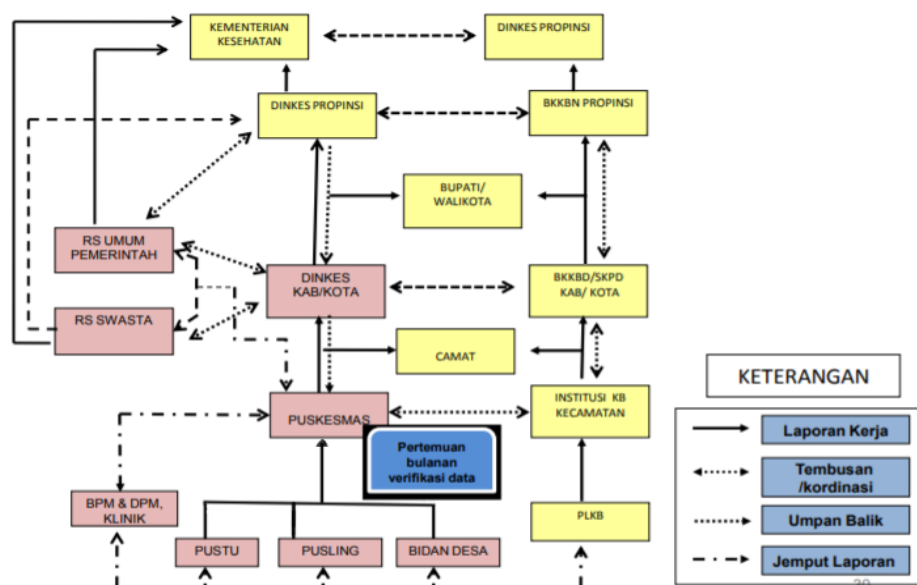 KEMENTERIAN
KESEHATAN
DINKES PROPINSI
DINKES PROPINSI
BKKBN PROPINSI
BUPATI/
WALIKOTA
RS UMUM
PEMERINTAH
DINKES
KAB/KOTA
BKKBD/SKPD
KAB/ KOTA
RS SWASTA
CAMAT
PUSKESMAS
INSTITUSI KB
KECAMATAN
Pertemuan
bulanan
verifikasi data
BPM & DPM,
KLINIK
PUSTU
PUSLING
BIDAN DESA
PLKB
KETERANGAN
Laporan Kerja
Tembusan
/kordinasi
Umpan Balik
Jemput Laporan